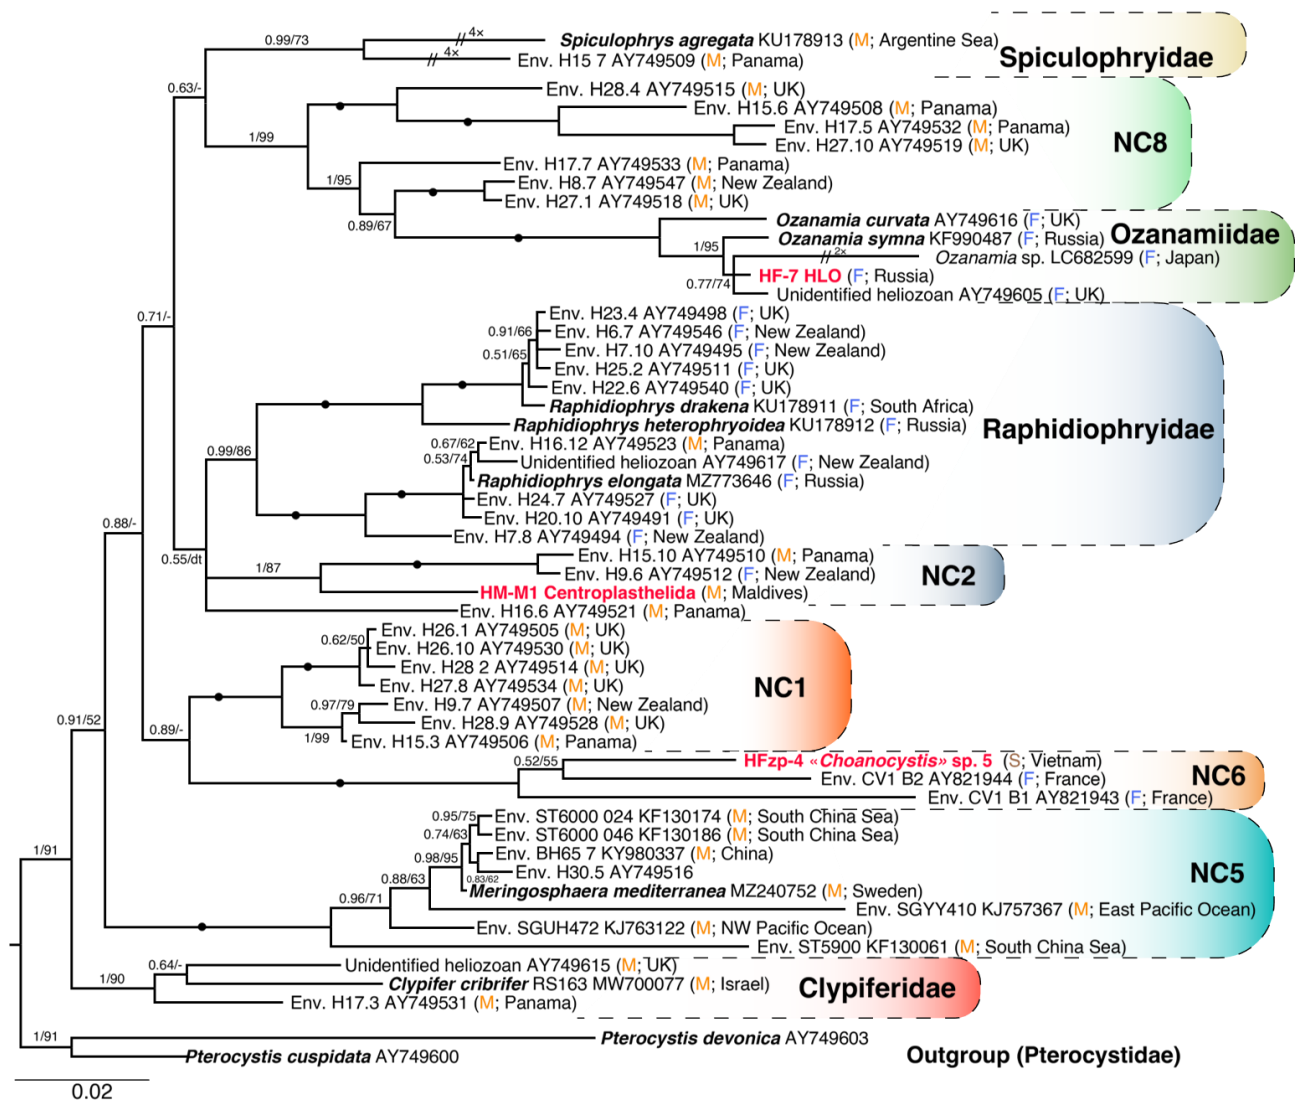 0.99/73
4×
Spiculophrys agregata KU178913 (M; Argentine Sea)
4×
Env. H15 7 AY749509 (M; Panama)
Spiculophryidae
0.63/-
Env. H28.4 AY749515 (M; UK)
Env. H15.6 AY749508 (M; Panama)
Env. H17.5 AY749532 (M; Panama)
1/99
Env. H27.10 AY749519 (M; UK)
NC8
Env. H17.7 AY749533 (M; Panama)
1/95
Env. H8.7 AY749547 (M; New Zealand)
Env. H27.1 AY749518 (M; UK)
0.89/67
Ozanamia curvata AY749616 (F; UK)
1/95
Ozanamia symna KF990487 (F; Russia)
Ozanamiidae
2×
Ozanamia sp. LC682599 (F; Japan)
HF-7 HLO (F; Russia)
0.77/74
Unidentified heliozoan AY749605 (F; UK)
0.71/-
Env. H23.4 AY749498 (F; UK)
0.91/66
Env. H6.7 AY749546 (F; New Zealand)
0.51/65
Env. H7.10 AY749495 (F; New Zealand)
Env. H25.2 AY749511 (F; UK)
Env. H22.6 AY749540 (F; UK)
Raphidiophrys drakena KU178911 (F; South Africa)
Raphidiophrys heterophryoidea KU178912 (F; Russia)
Raphidiophryidae
0.99/86
0.67/62
Env. H16.12 AY749523 (M; Panama)
0.53/74
Unidentified heliozoan AY749617 (F; New Zealand)
Raphidiophrys elongata MZ773646 (F; Russia)
Env. H24.7 AY749527 (F; UK)
Env. H20.10 AY749491 (F; UK)
0.88/-
Env. H7.8 AY749494 (F; New Zealand)
0.55/dt
Env. H15.10 AY749510 (M; Panama)
1/87
Env. H9.6 AY749512 (F; New Zealand)
NC2
HM-M1 Centroplasthelida (M; Maldives)
Env. H16.6 AY749521 (M; Panama)
Env. H26.1 AY749505 (M; UK)
0.62/50
Env. H26.10 AY749530 (M; UK)
Env. H28 2 AY749514 (M; UK)
Env. H27.8 AY749534 (M; UK)
NC1
0.97/79
Env. H9.7 AY749507 (M; New Zealand)
0.91/52
Env. H28.9 AY749528 (M; UK)
0.89/-
1/99
Env. H15.3 AY749506 (M; Panama)
0.52/55
HFzp-4 «Choanocystis» sp. 5 (S; Vietnam)
Env. CV1 B2 AY821944 (F; France)
NC6
Env. CV1 B1 AY821943 (F; France)
0.95/75
Env. ST6000 024 KF130174 (M; South China Sea)
0.74/63
Env. ST6000 046 KF130186 (M; South China Sea)
1/91
0.98/95
Env. BH65 7 KY980337 (M; China)
Env. H30.5 AY749516
NC5
0.88/63
0.83/62
Meringosphaera mediterranea MZ240752 (M; Sweden)
0.96/71
Env. SGYY410 KJ757367 (M; East Pacific Ocean)
Env. SGUH472 KJ763122 (M; NW Pacific Ocean)
Env. ST5900 KF130061 (M; South China Sea)
0.64/-
Unidentified heliozoan AY749615 (M; UK)
1/90
Clypifer cribrifer RS163 MW700077 (M; Israel)
Clypiferidae
Env. H17.3 AY749531 (M; Panama)
1/91
Pterocystis devonica AY749603
Pterocystis cuspidata AY749600
Outgroup (Pterocystidae)
0.02